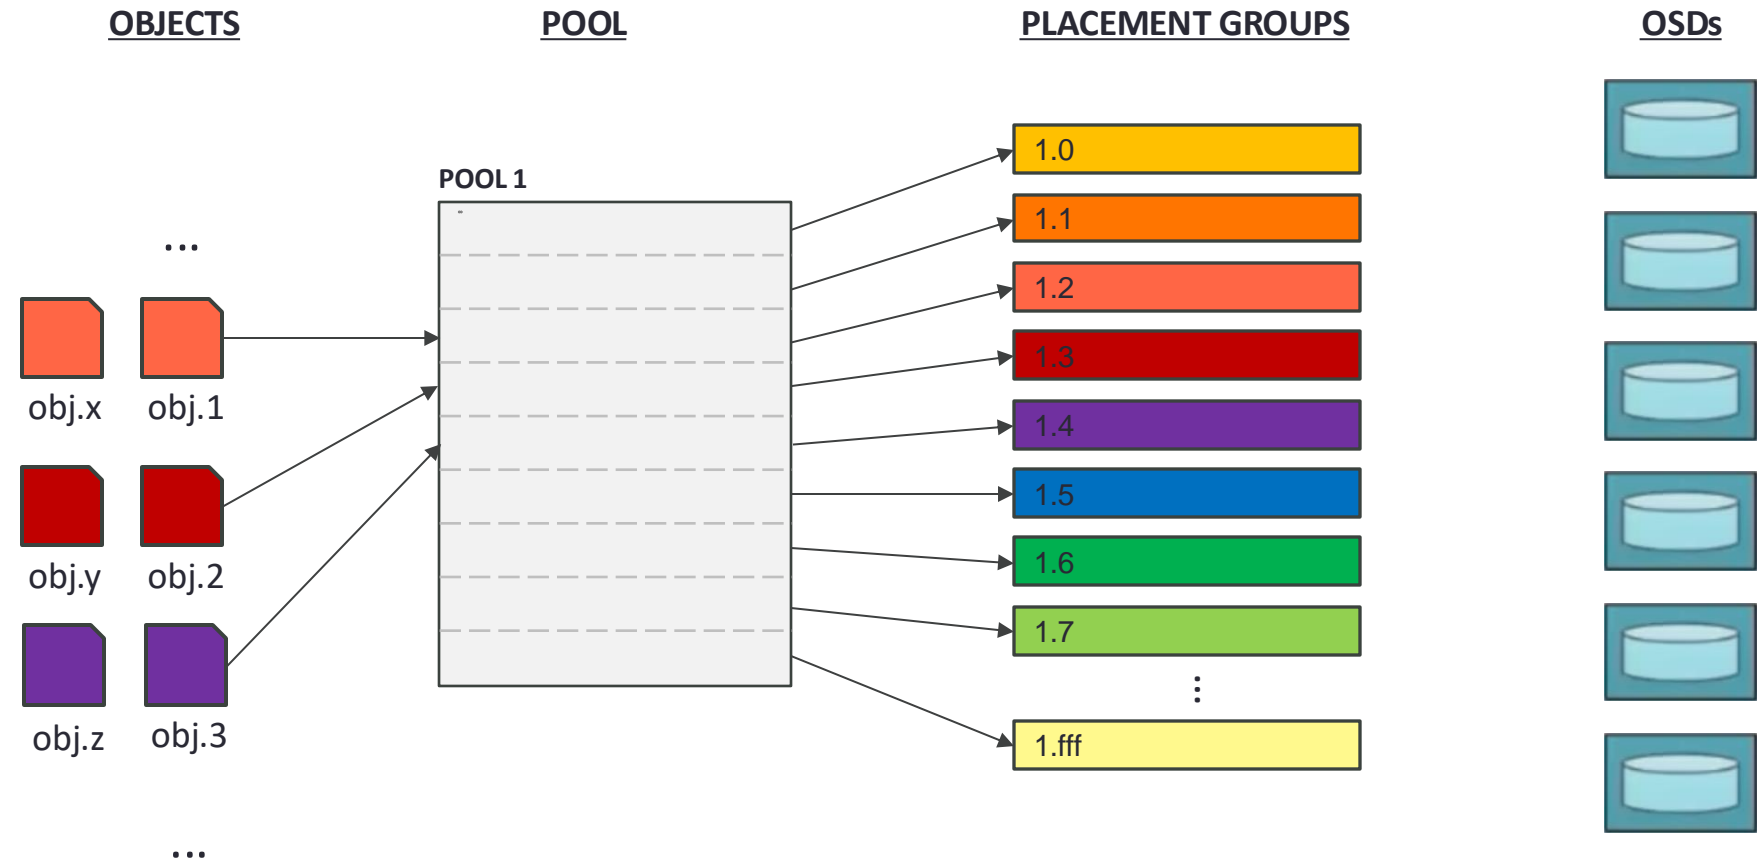 OBJECTS
POOL
PLACEMENT GROUPS
OSDs
POOL 1
...
obj.x
obj.1
obj.y
obj.2
obj.z
obj.3
...
1.0
1.1
1.2
1.3
1.4
1.5
1.6
1.7
...
1.fff